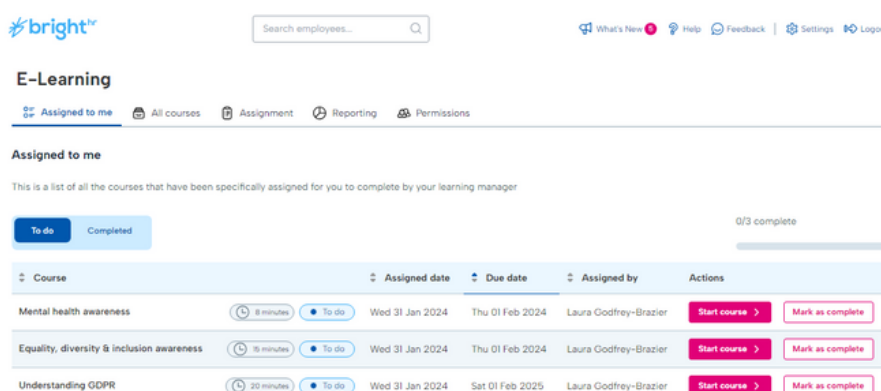 brighthr
Search employees...
What's New 5 Help Feedback Settings Logou
E-Learning
Assigned to me All courses Assignment Reporting Permissions
Assigned to me
This is a list of all the courses that have been specifically assigned for you to complete by your learning manager
To do Completed
0/3 complete
Course Assigned date Due date Assigned by Actions
Mental health awareness 8 minutes To do Wed 31 Jan 2024 Thu 01 Feb 2024 Laura Godfrey-Brazier Start course Mark as complete
Equality, diversity & inclusion awareness 15 minutes To do Wed 31 Jan 2024 Thu 01 Feb 2024 Laura Godfrey-Brazier Start course Mark as complete
Understanding GDPR 20 minutes To do Wed 31 Jan 2024 Sat 01 Feb 2025 Laura Godfrey-Brazier Start course Mark as complete